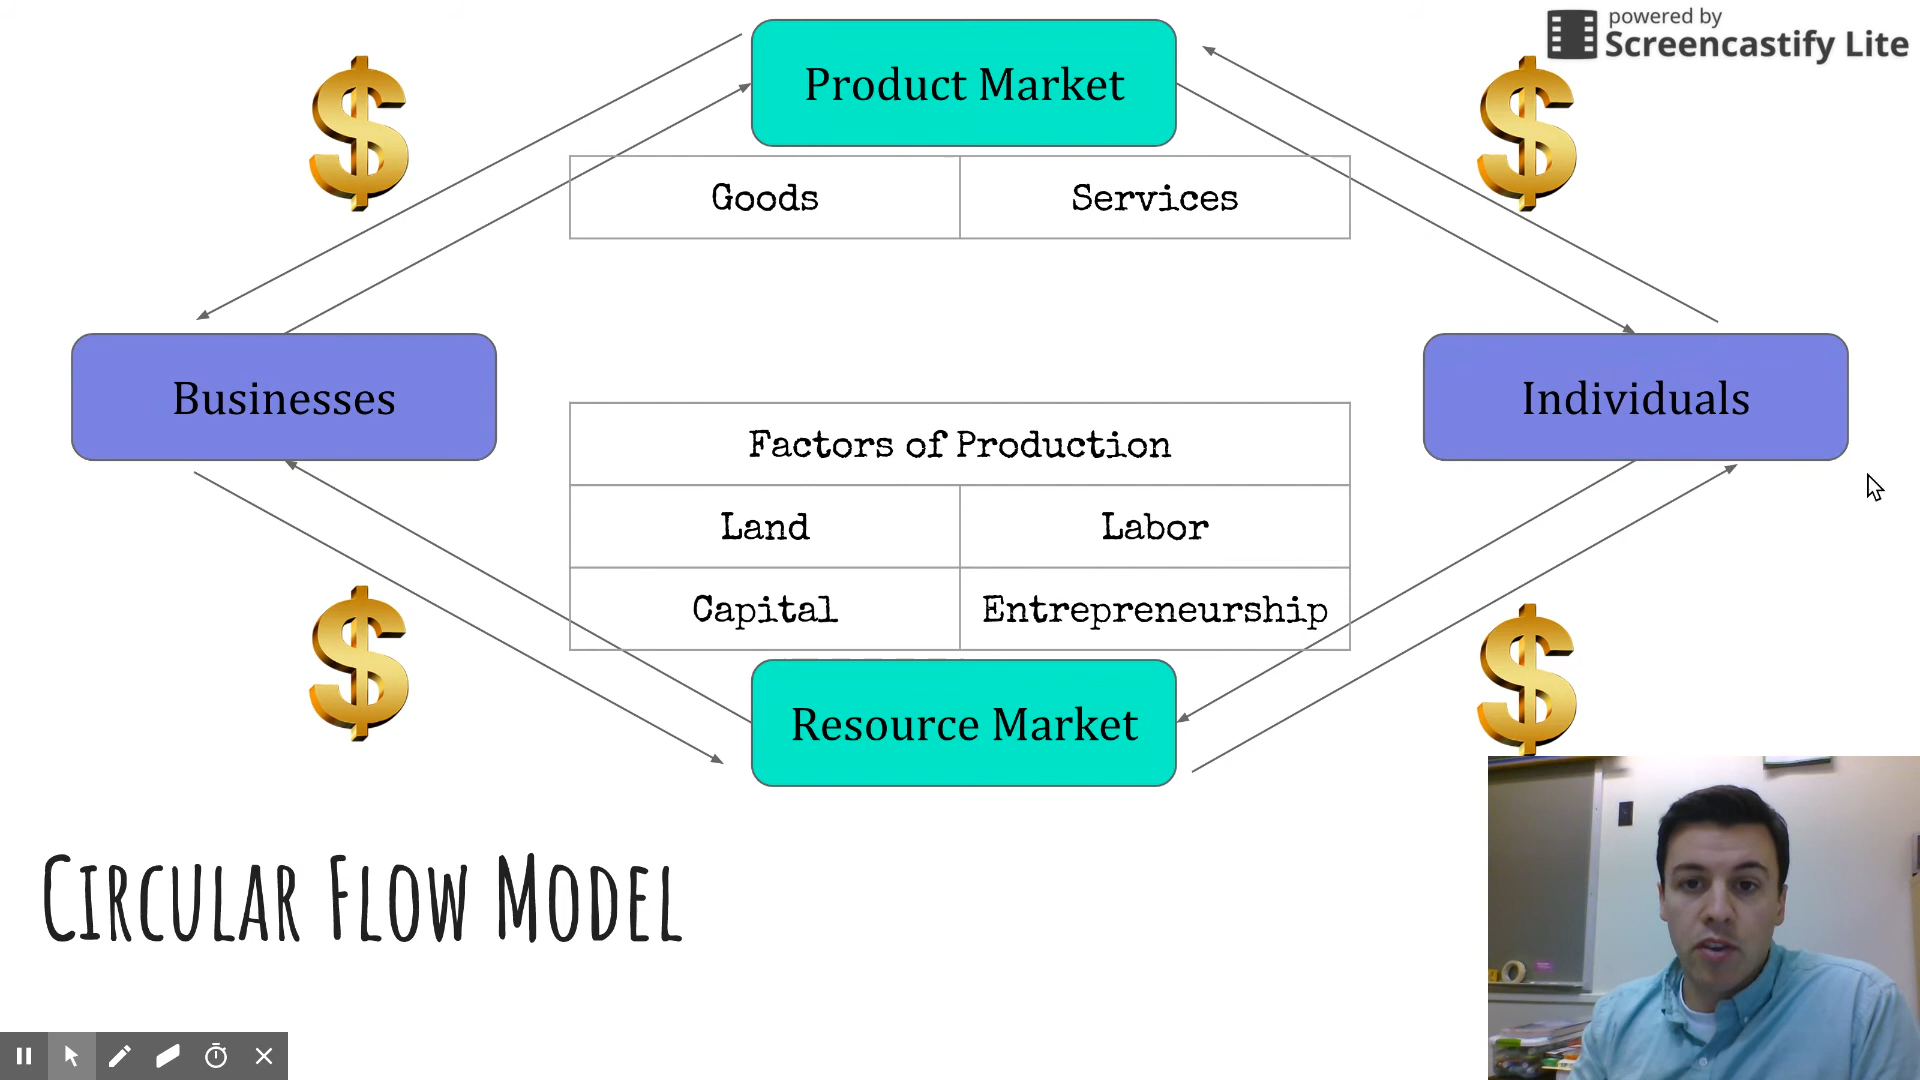 powered by
Screencastify Lite
Product Market
Goods Services
Businesses
Individuals
Factors of Production
Land Labor
Capital Entrepreneurship
Resource Market
Circular Flow Model